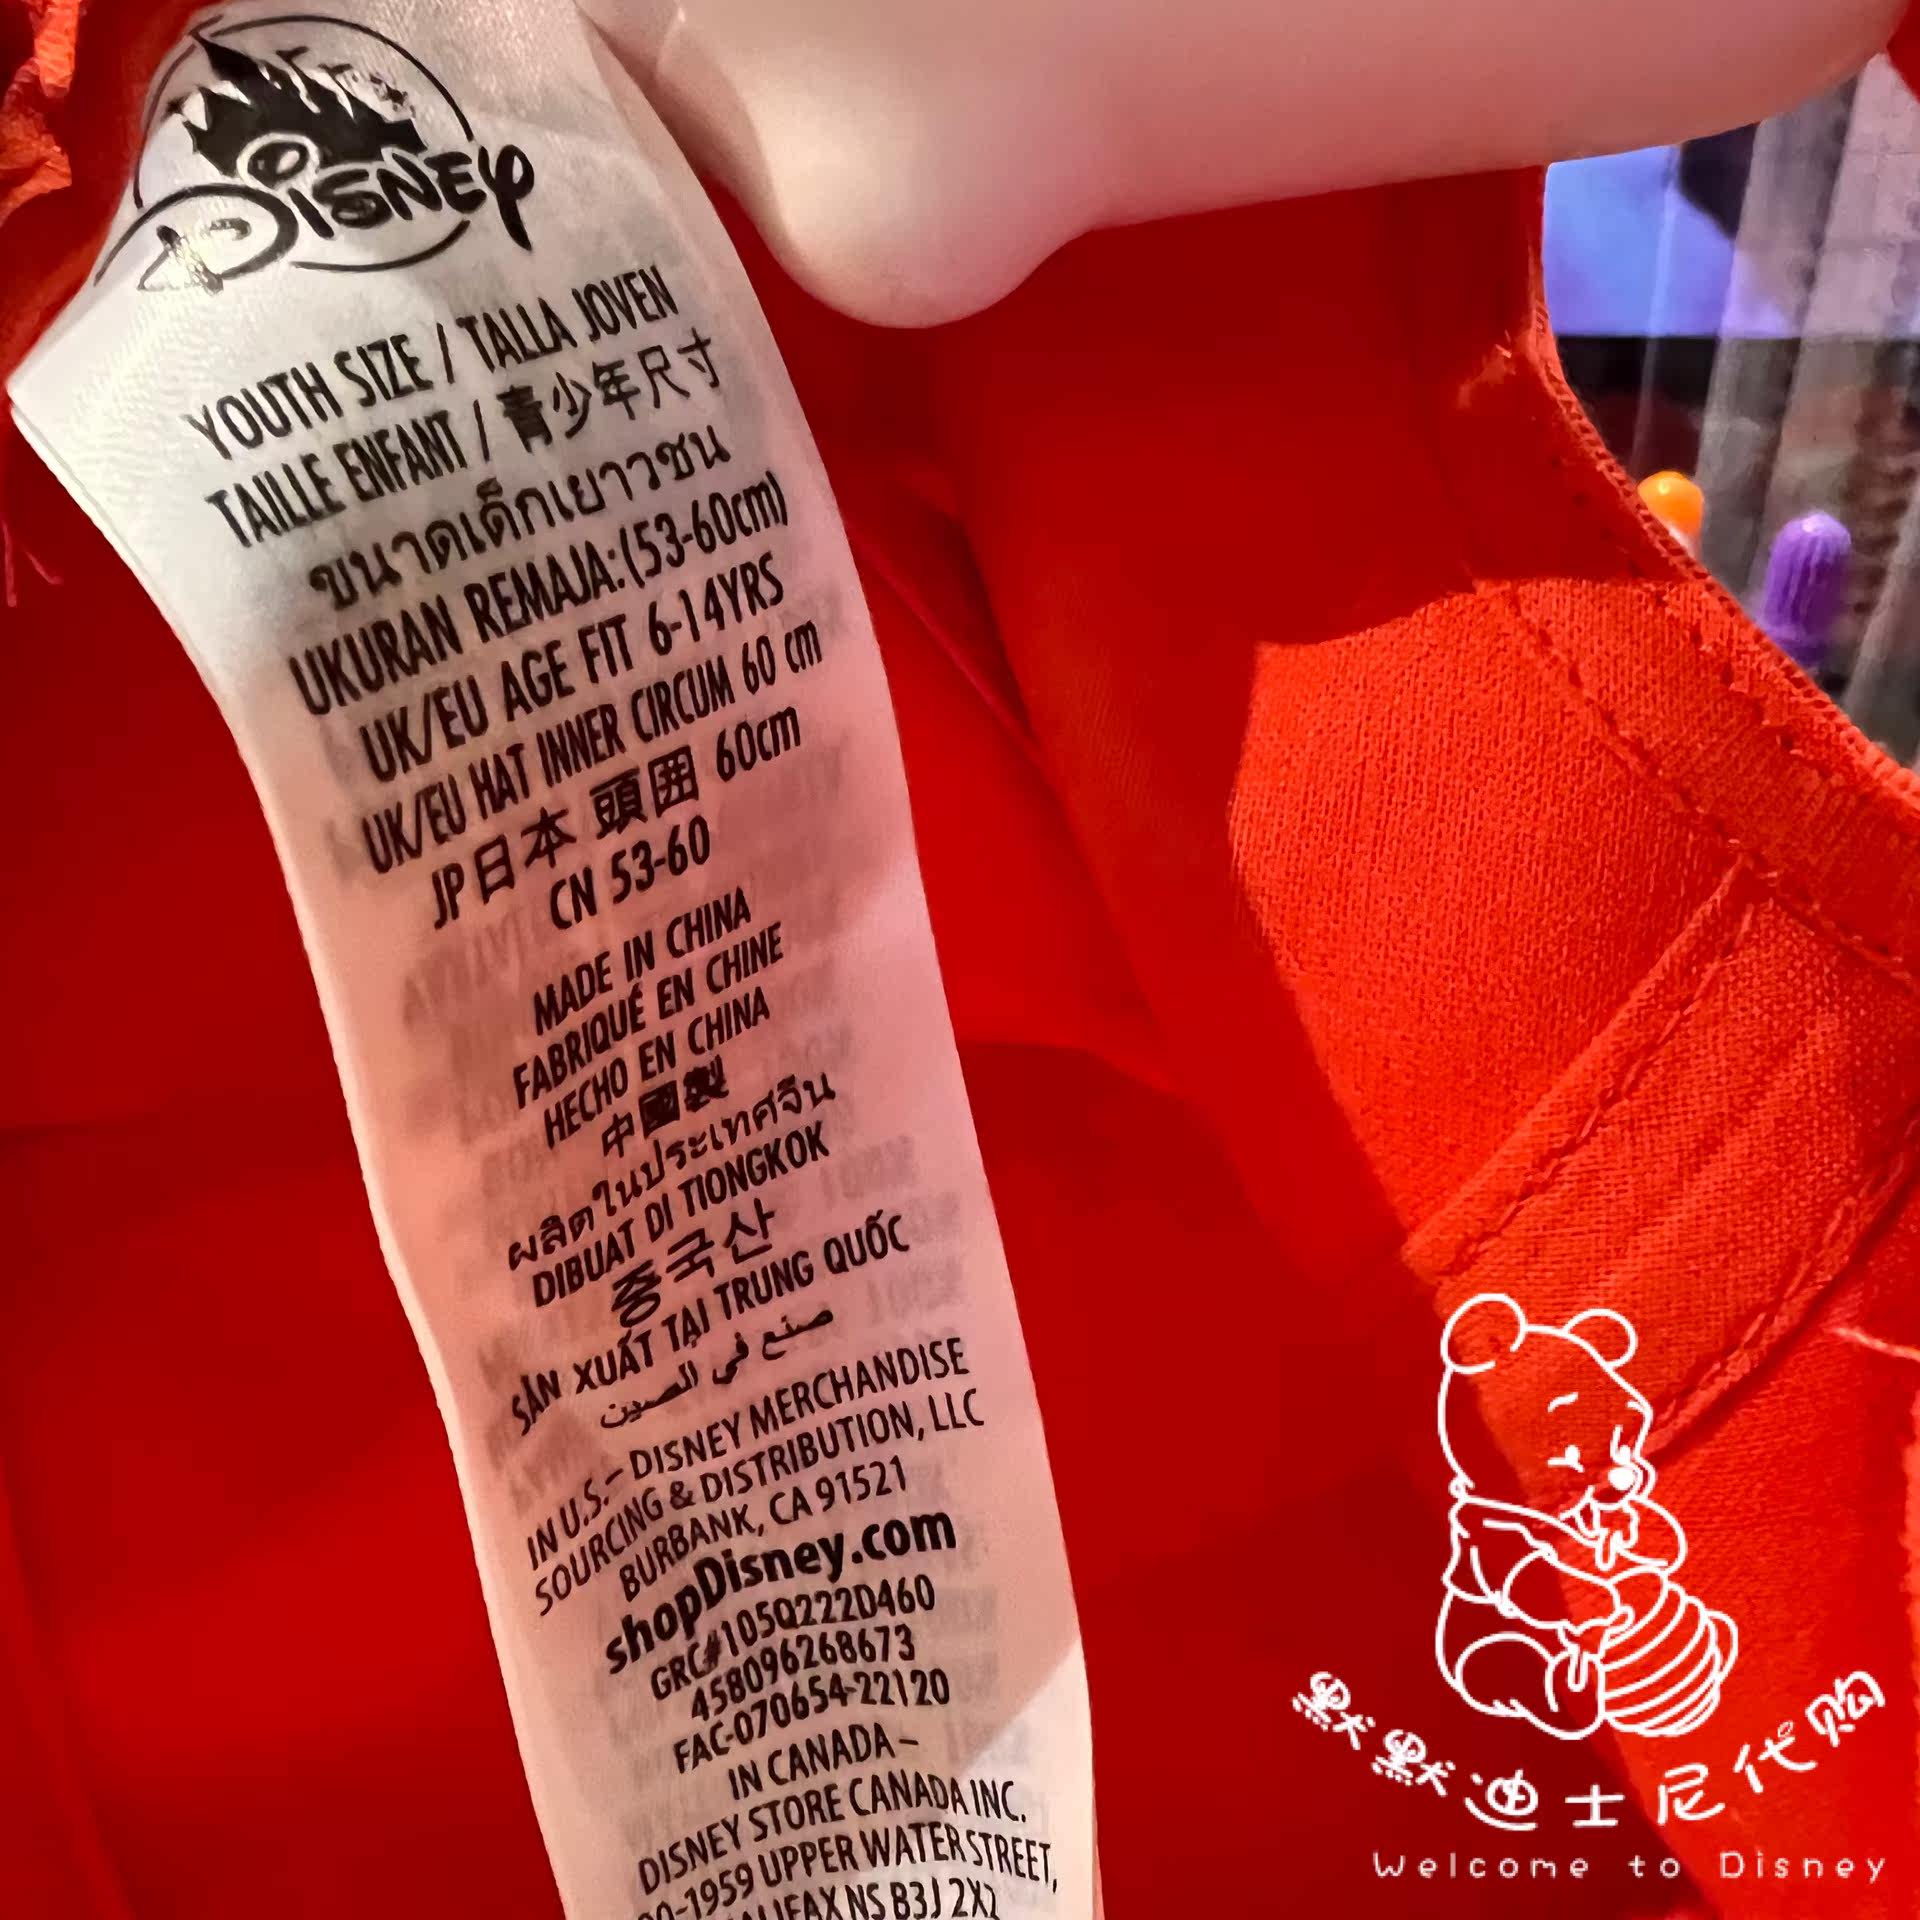 Disney
YOUTH SIZE / TALLA JOVEN
TAILLE ENFANT / 青少年尺寸
ขนาดเด็กเยาวชน
UKURAN REMAJA:(53-60cm)
UK/EU AGE FIT 6-14YRS
UK/EU HAT INNER CIRCUM 60 cm
JP日本 頭囲 60cm
CN 53-60
MADE IN CHINA
FABRIQUÉ EN CHINE
HECHO EN CHINA
中國製
ผลิตในประเทศจีน
DIBUAT DI TIONGKOK
중국산
SẢN XUẤT TẠI TRUNG QUỐC
صنع في الصين
IN U.S.– DISNEY MERCHANDISE
SOURCING & DISTRIBUTION, LLC
BURBANK, CA 91521
shopDisney.com
GRC#105Q222D460
458096268673
FAC-070654-22120
IN CANADA –
DISNEY STORE CANADA INC.
-1959 UPPER WATER STREET,
NS B3J 2X2
默默迪士尼代购
Welcome to Disney